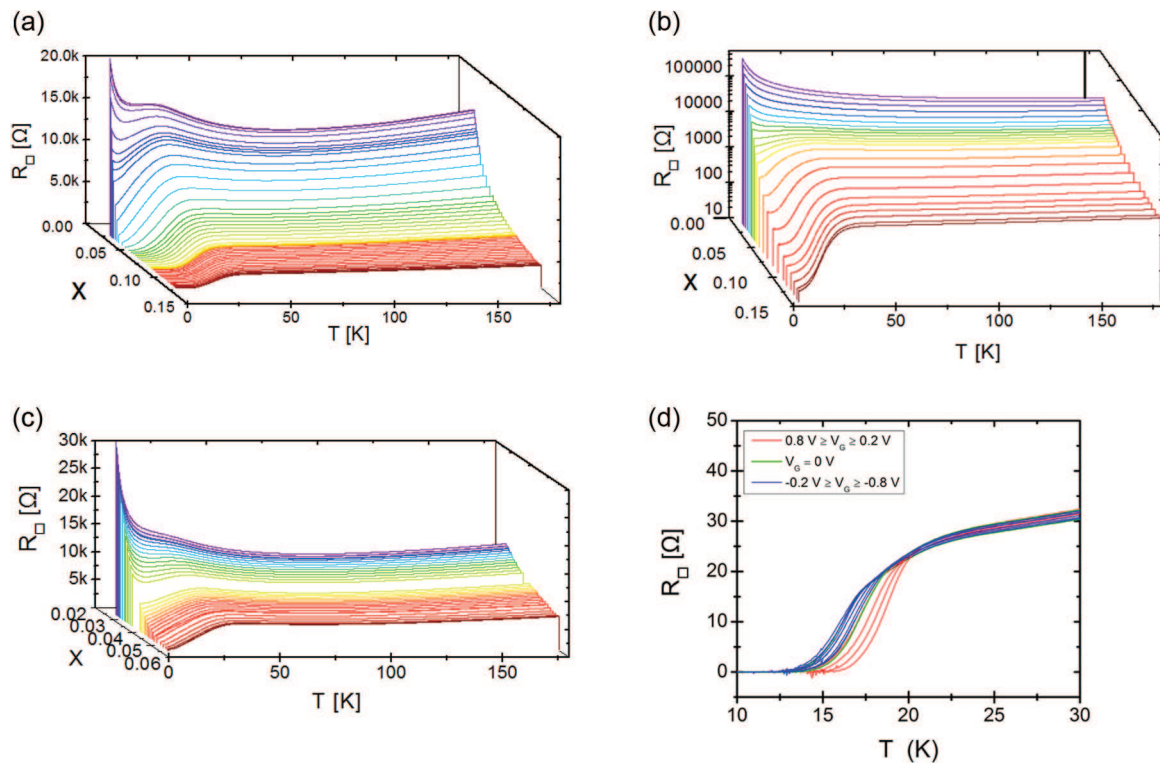 (a)
20.0k
15.0k
10.0k
5.0k
0.00
R□ [Ω]
0.05
0.10
0.15
X
0
50
100
150
T [K]
(b)
100000
10000
1000
100
10
R□ [Ω]
0.00
0.05
0.10
0.15
X
0
50
100
150
T [K]
(c)
30k
25k
20k
15k
10k
5k
R□ [Ω]
0.02
0.03
0.04
0.05
0.06
X
0
50
100
150
T [K]
(d)
50
40
30
20
10
0
R□ [Ω]
0.8 V ≥ VG ≥ 0.2 V
VG = 0 V
-0.2 V ≥ VG ≥ -0.8 V
10
15
20
25
30
T (K)